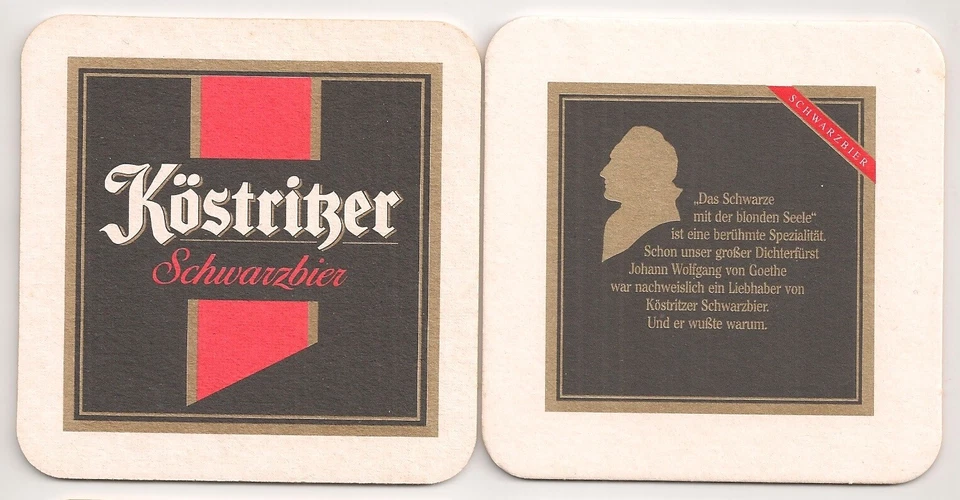 Köstritzer
Schwarzbier
SCHWARZBIER
„Das Schwarze
mit der blonden Seele“
ist eine berühmte Spezialität.
Schon unser großer Dichterfürst
Johann Wolfgang von Goethe
war nachweislich ein Liebhaber von
Köstritzer Schwarzbier.
Und er wußte warum.